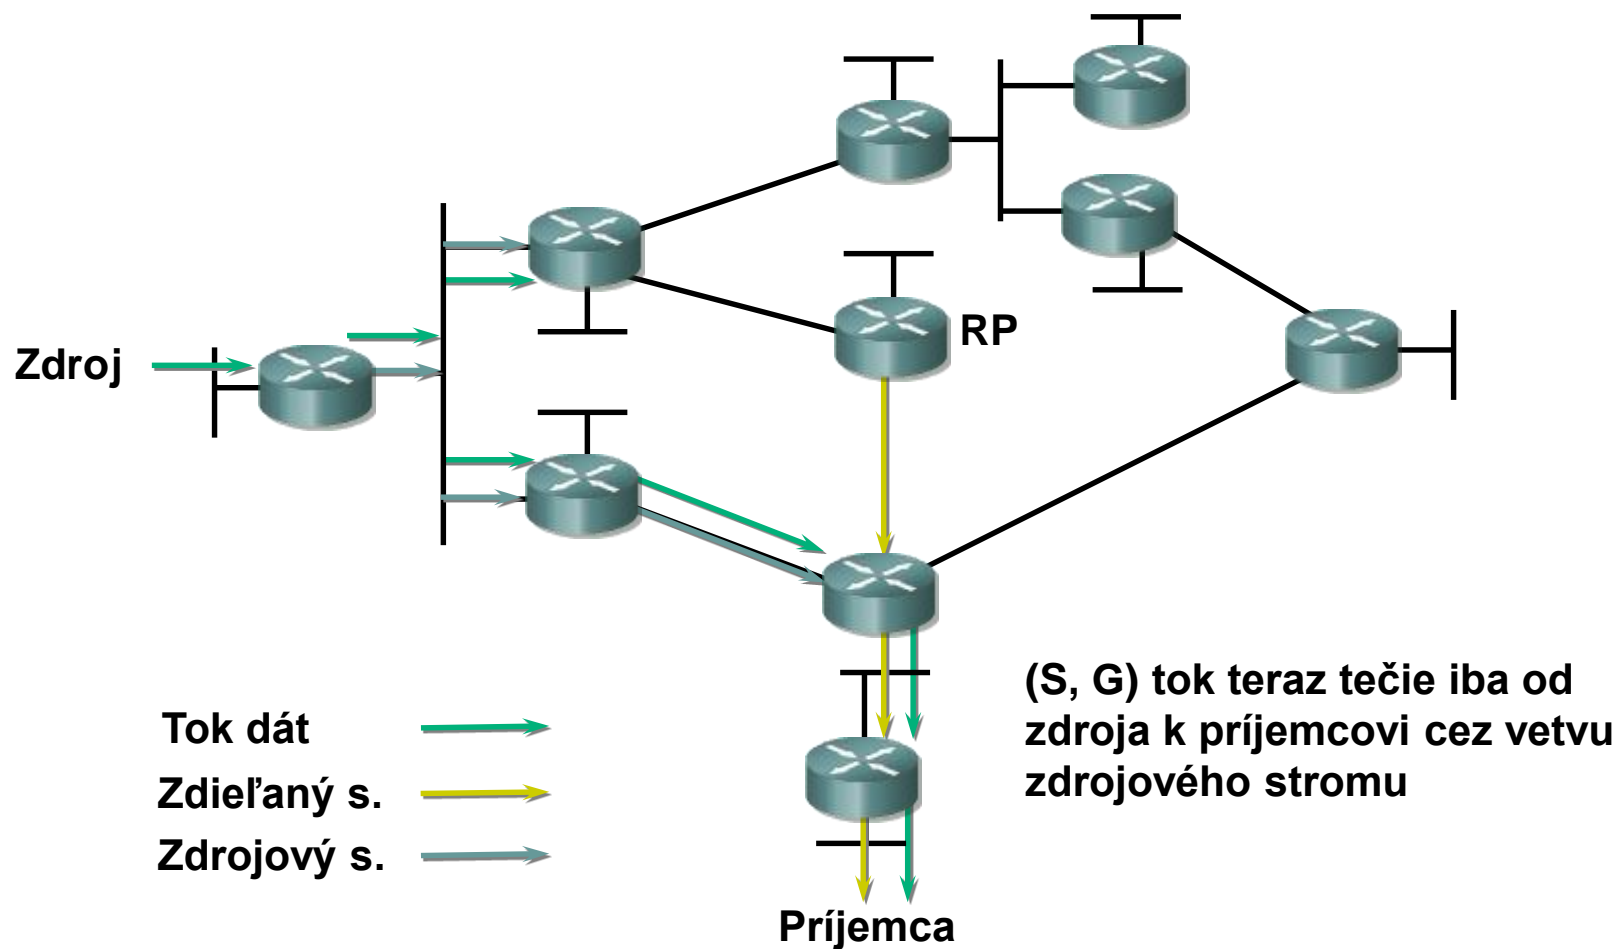 RP
Zdroj
(S, G) tok teraz tečie iba od
zdroja k príjemcovi cez vetvu
zdrojového stromu
Tok dát
Zdieľaný s.
Zdrojový s.
Príjemca